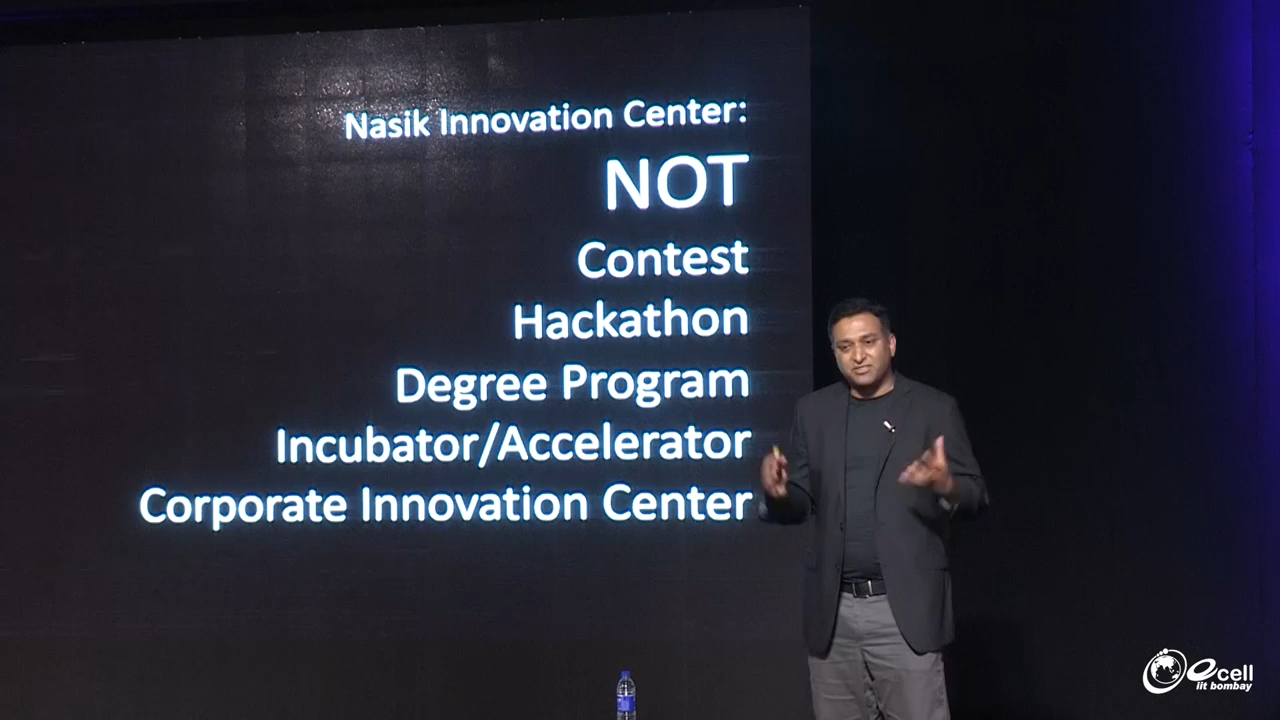 Nasik Innovation Center:
NOT
Contest
Hackathon
Degree Program
Incubator/Accelerator
Corporate Innovation Center
ecell
iit bombay